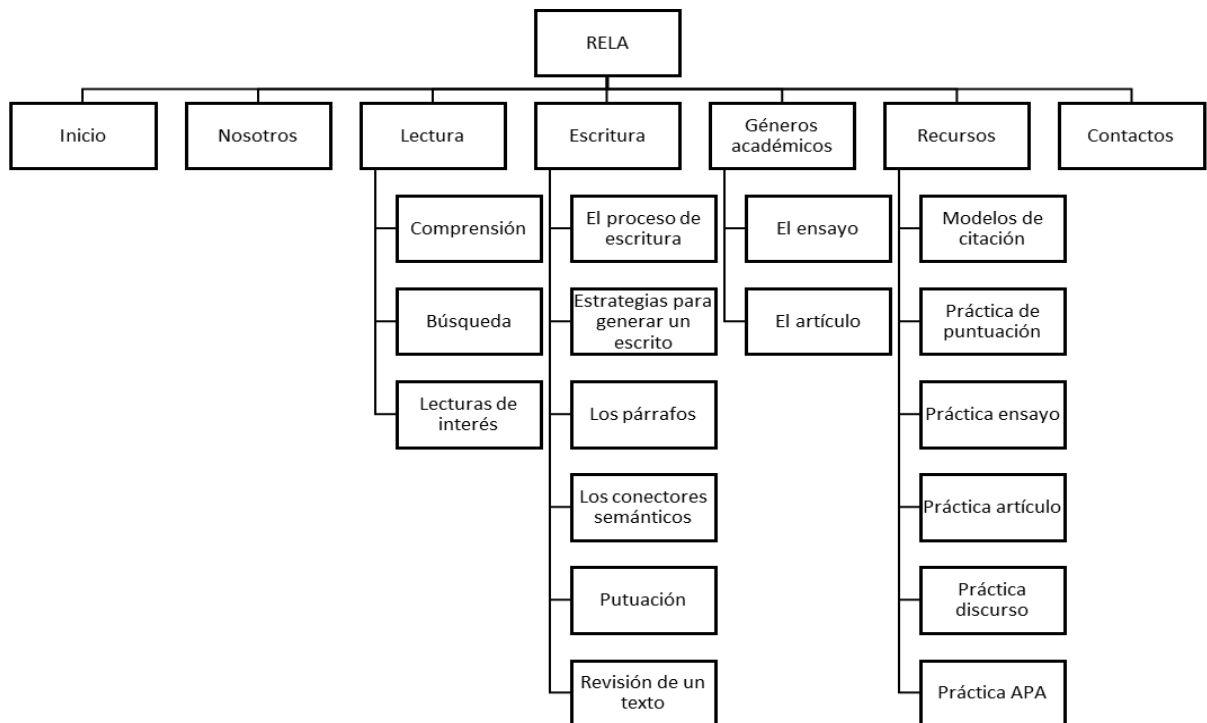 RELA
Inicio
Nosotros
Lectura
Escritura
Géneros
académicos
Recursos
Contactos
Comprensión
Búsqueda
Lecturas de
interés
El proceso de
escritura
Estrategias para
generar un
escrito
Los párrafos
Los conectores
semánticos
Putuación
Revisión de un
texto
El ensayo
El artículo
Modelos de
citación
Práctica de
puntuación
Práctica ensayo
Práctica artículo
Práctica
discurso
Práctica APA